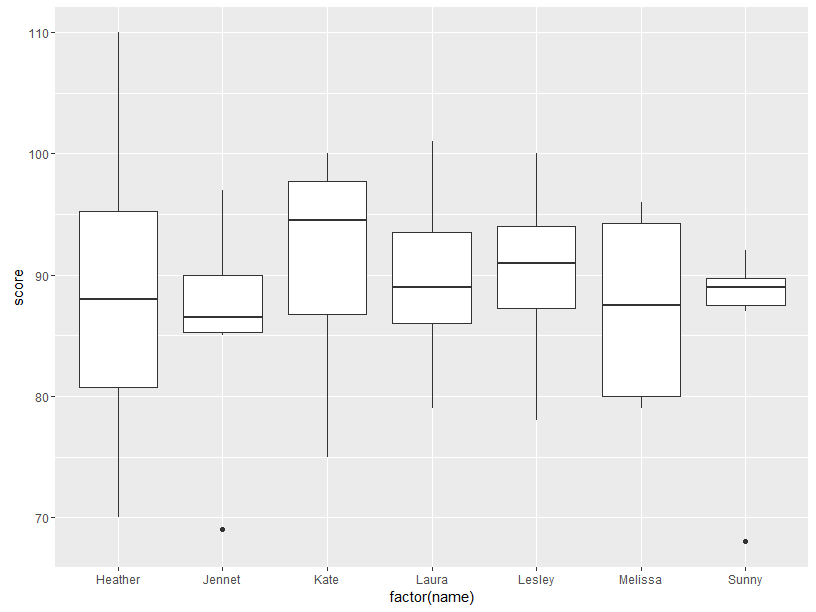 110
100
90
80
70
score
Heather Jennet Kate Laura Lesley Melissa Sunny
factor(name)